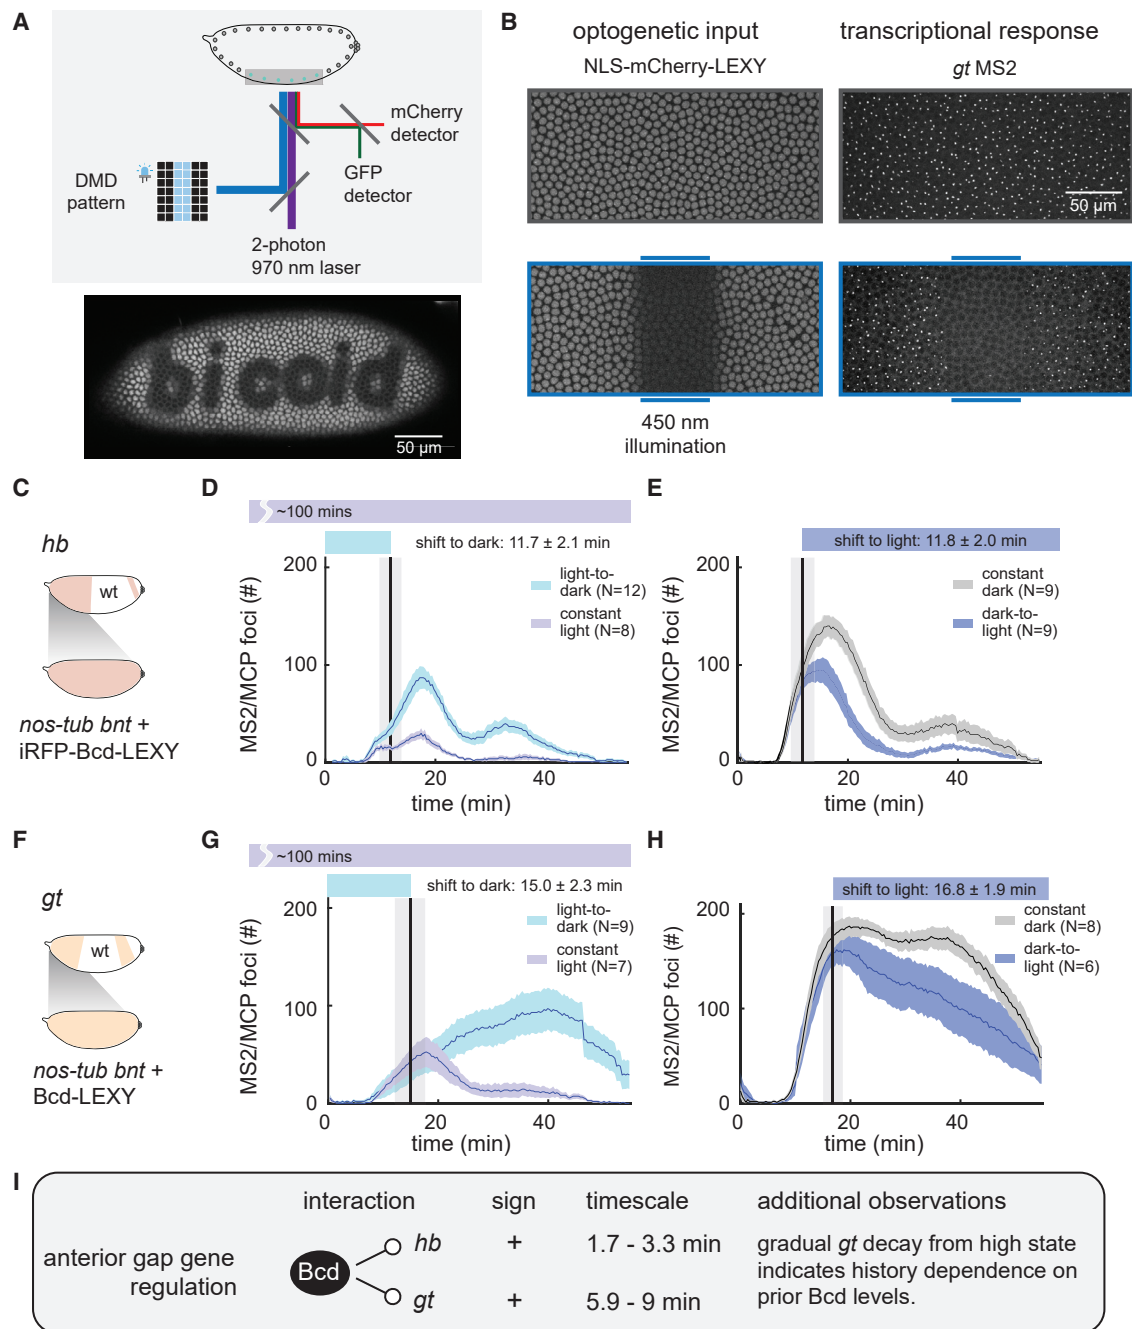 A
mCherry
detector
GFP
detector
DMD
pattern
2-photon
970 nm laser
bicoid
50 µm
B
optogenetic input
transcriptional response
NLS-mCherry-LEXY
gt MS2
50 µm
450 nm
illumination
C
hb
wt
nos-tub bnt +
iRFP-Bcd-LEXY
D
~100 mins
shift to dark: 11.7 ± 2.1 min
200
100
0
MS2/MCP foci (#)
light-to-
dark (N=12)
constant
light (N=8)
0
20
40
time (min)
E
shift to light: 11.8 ± 2.0 min
200
100
0
MS2/MCP foci (#)
constant
dark (N=9)
dark-to-
light (N=9)
0
20
40
time (min)
F
gt
wt
nos-tub bnt +
Bcd-LEXY
G
~100 mins
shift to dark: 15.0 ± 2.3 min
200
100
0
MS2/MCP foci (#)
light-to-
dark (N=9)
constant
light (N=7)
0
20
40
time (min)
H
shift to light: 16.8 ± 1.9 min
200
100
0
MS2/MCP foci (#)
constant
dark (N=8)
dark-to-
light (N=6)
0
20
40
time (min)
I
interaction
sign
timescale
additional observations
anterior gap gene
regulation
Bcd
hb
+
1.7 - 3.3 min
gt
+
5.9 - 9 min
gradual gt decay from high state
indicates history dependence on
prior Bcd levels.